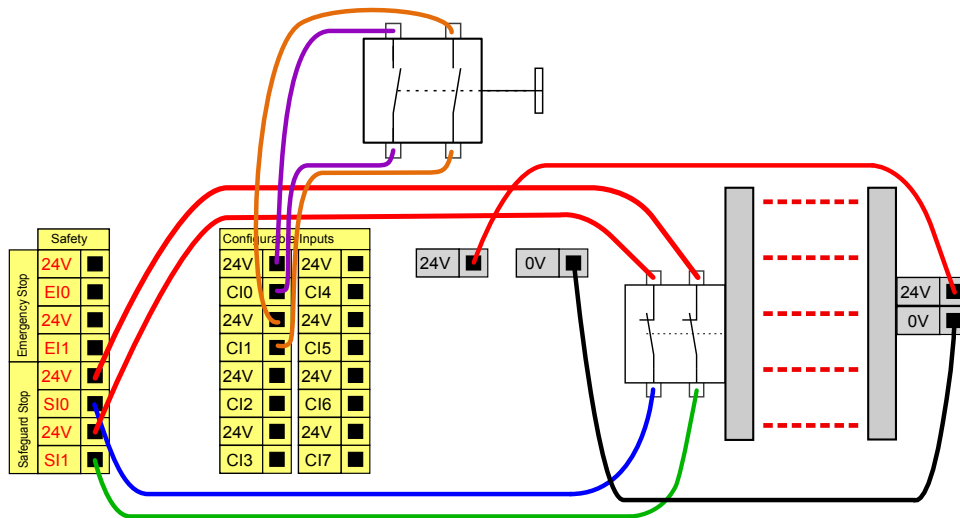 Safety
Emergency Stop
24V
EI0
24V
EI1
Safeguard Stop
24V
SI0
24V
SI1
Configurable Inputs
24V 24V
CI0 CI4
24V 24V
CI1 CI5
24V 24V
CI2 CI6
24V 24V
CI3 CI7
24V
0V
24V
0V